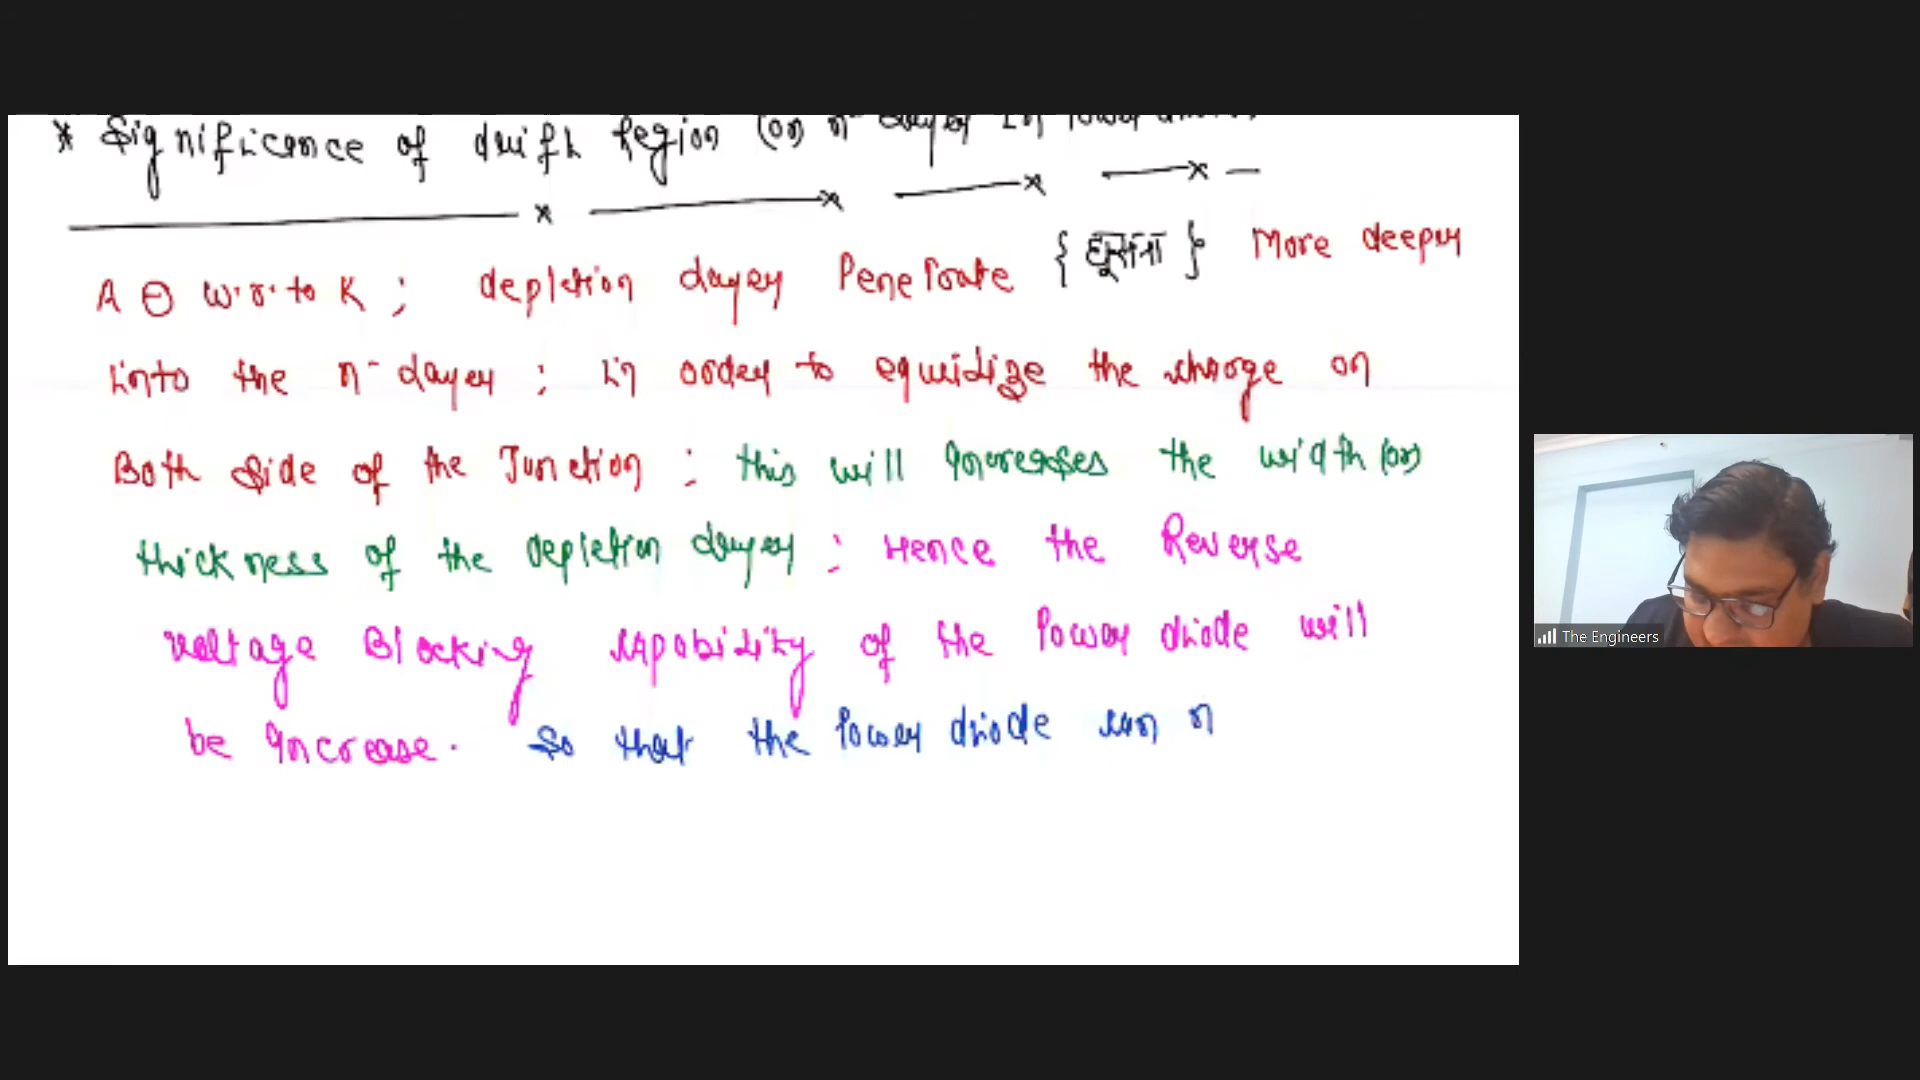 * Significance of drift Region (or) n⁻ layer in Power diode
A ⊖ w.r.to K ; depletion layer Penetrate { घूसना } More deeper
into the n⁻ layer ; in order to equilize the charge on
Both Side of the Junction ; this will increases the width (or)
thickness of the depletion layer ; Hence the Reverse
voltage Blocking capability of the Power diode will
be increase. So that the Power diode can n
The Engineers